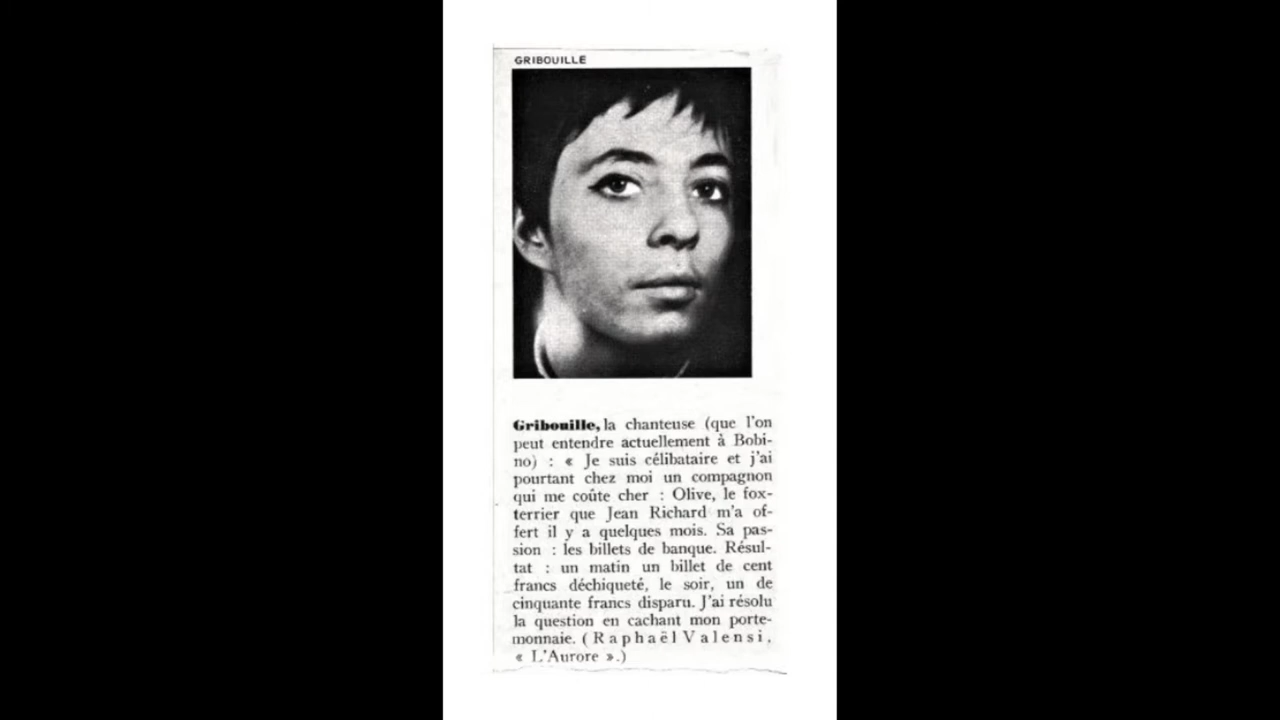 GRIBOUILLE
Gribouille, la chanteuse (que l'on
peut entendre actuellement à Bobi-
no) : « Je suis célibataire et j'ai
pourtant chez moi un compagnon
qui me coûte cher : Olive, le fox-
terrier que Jean Richard m'a of-
fert il y a quelques mois. Sa pas-
sion : les billets de banque. Résul-
tat : un matin un billet de cent
francs déchiqueté, le soir, un de
cinquante francs disparu. J'ai résolu
la question en cachant mon porte-
monnaie. (Raphaël Valensi,
« L'Aurore ».)